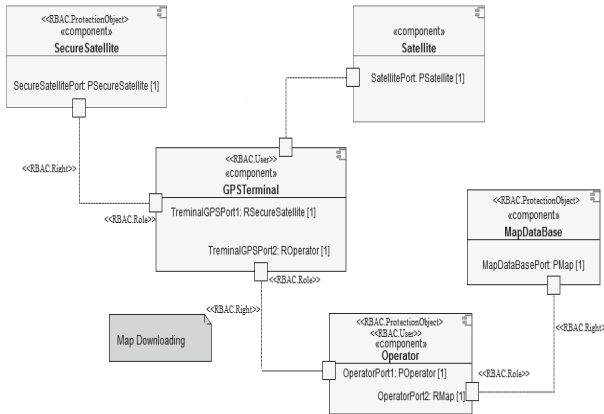 <<RBAC.ProtectionObject>>
«component»
SecureSatellite
SecureSatellitePort: PSecureSatellite [1]
«component»
Satellite
SatellitePort: PSatellite [1]
<<RBAC.Right>>
<<RBAC.User>>
«component»
GPSTerminal
<<RBAC.Role>>
TreminalGPSPort1: RSecureSatellite [1]
TreminalGPSPort2: ROperator [1]
<<RBAC.Role>>
<<RBAC.ProtectionObject>>
«component»
MapDataBase
MapDataBasePort: PMap [1]
<<RBAC.Right>>
<<RBAC.Right>>
Map Downloading
<<RBAC.ProtectionObject>>
<<RBAC.User>>
«component»
Operator
OperatorPort1: POperator [1]
<<RBAC.Role>>
OperatorPort2: RMap [1]